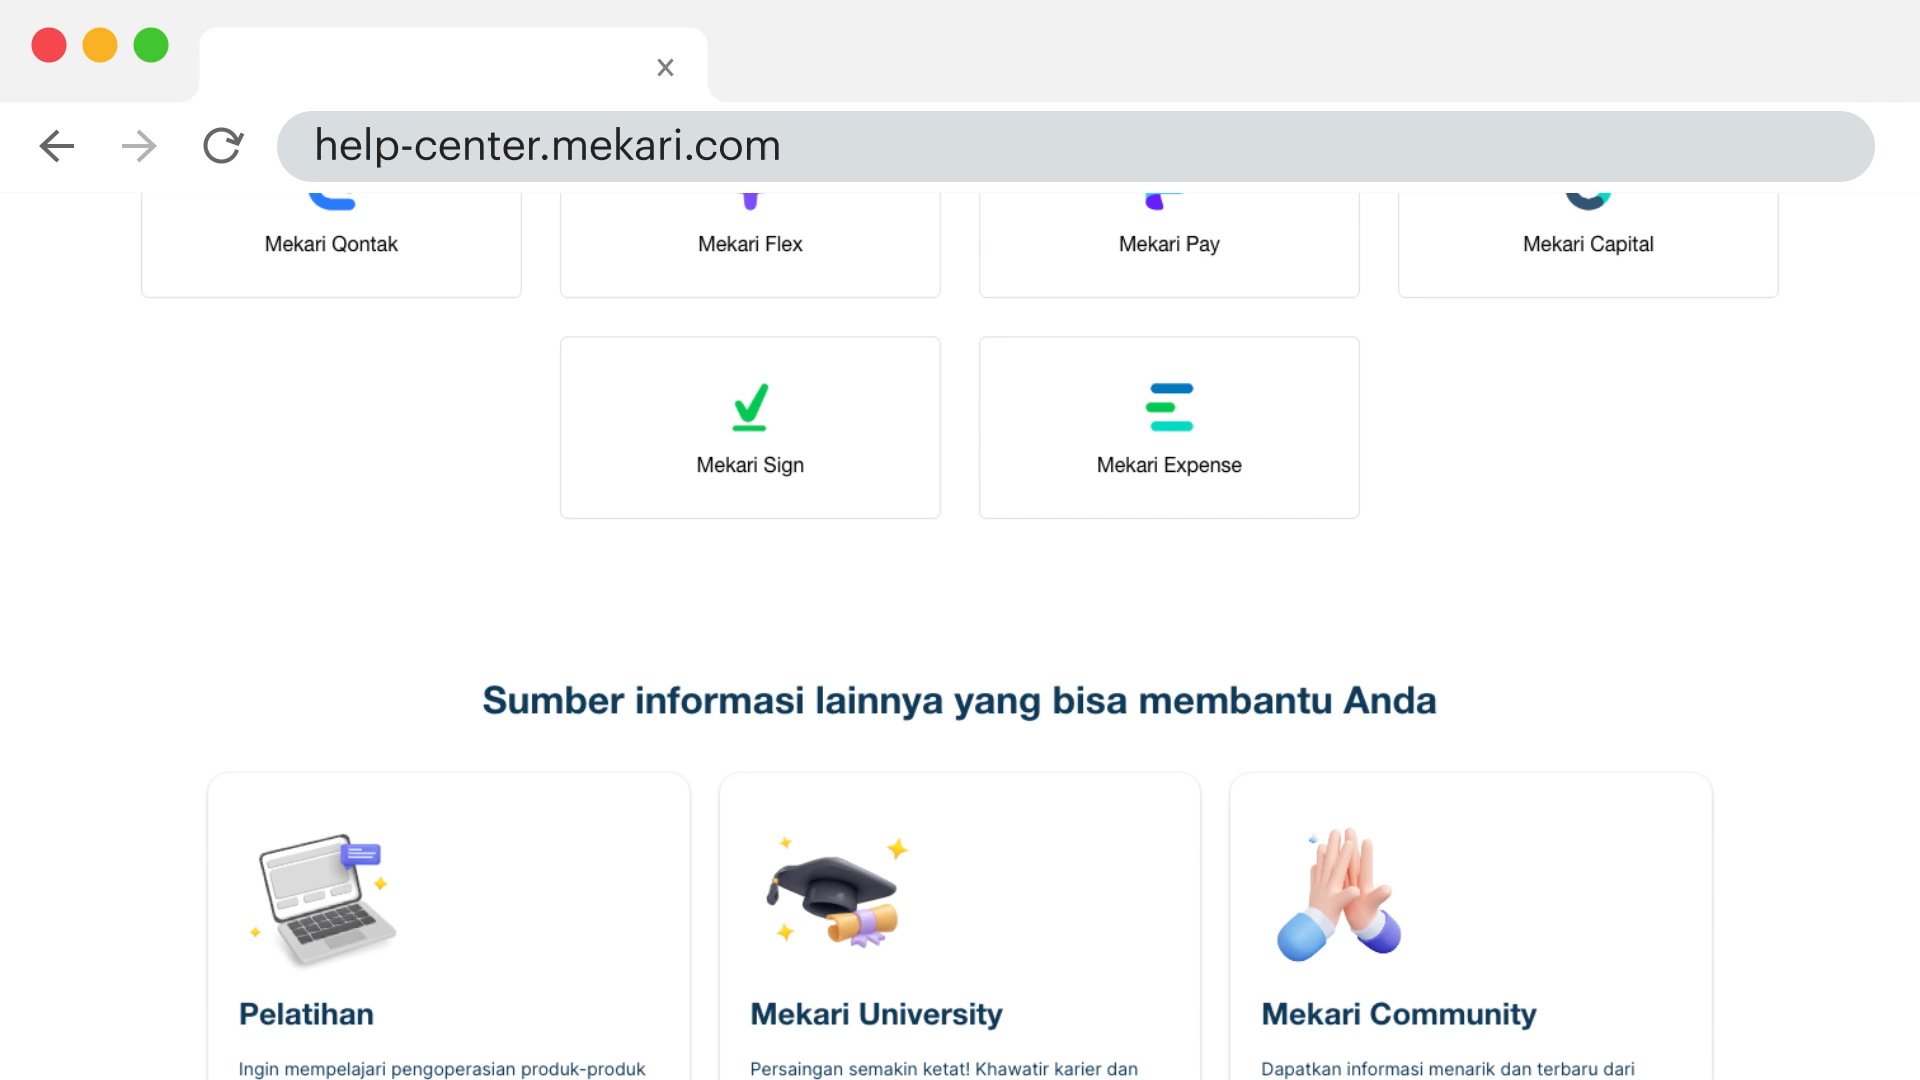 help-center.mekari.com
Mekari Qontak
Mekari Flex
Mekari Pay
Mekari Capital
Mekari Sign
Mekari Expense
Sumber informasi lainnya yang bisa membantu Anda
Pelatihan
Mekari University
Mekari Community
Ingin mempelajari pengoperasian produk-produk
Persaingan semakin ketat! Khawatir karier dan
Dapatkan informasi menarik dan terbaru dari